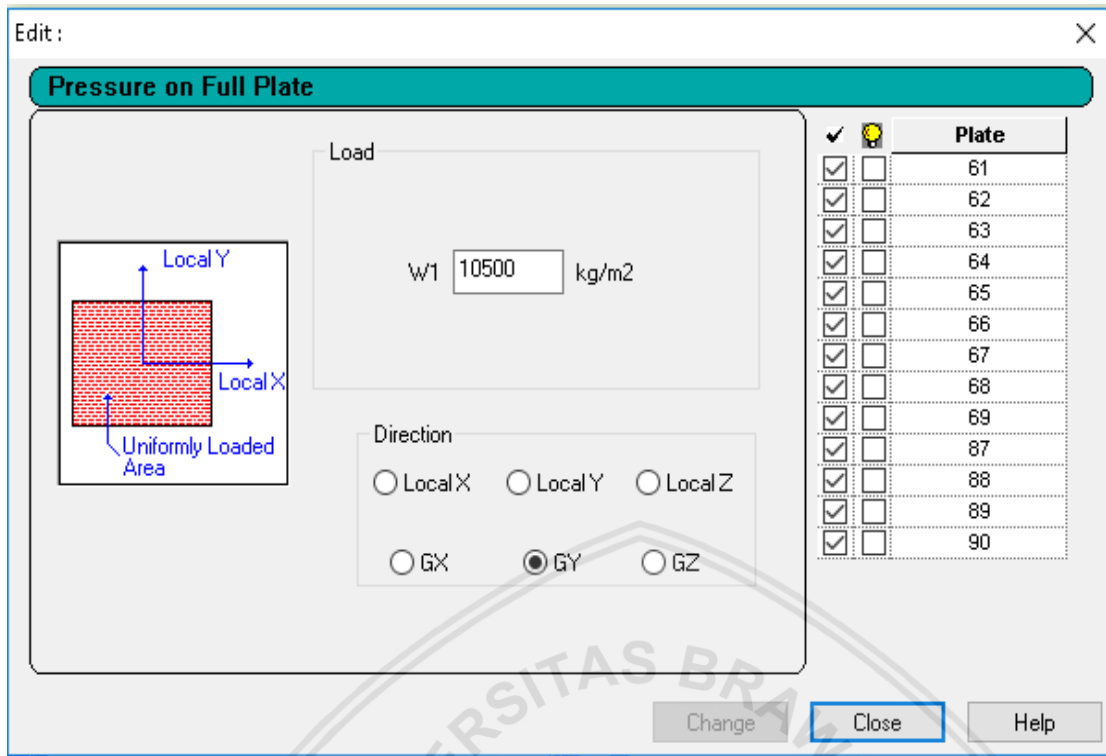 Edit :
Pressure on Full Plate
Load
W1 10500 kg/m2
Local Y
Local X
Uniformly Loaded
Area
Direction
Local X Local Y Local Z
GX GY GZ
Plate
61
62
63
64
65
66
67
68
69
87
88
89
90
Change Close Help